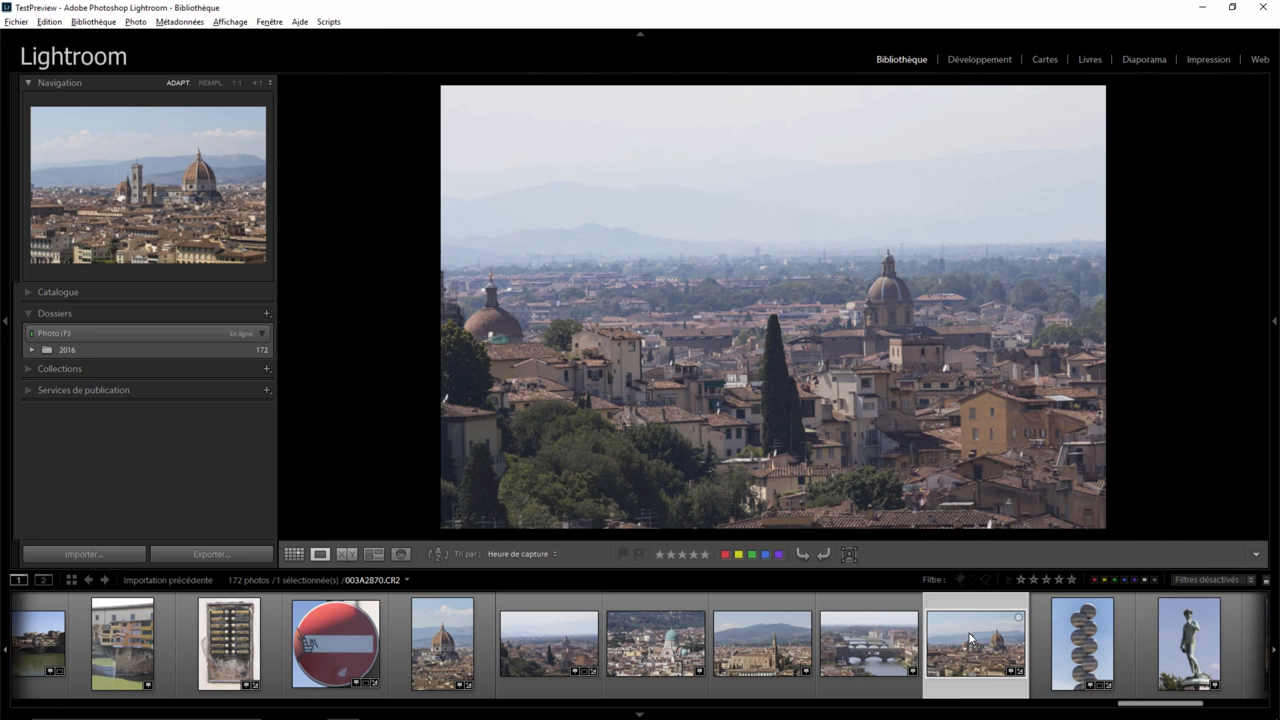 TestPreview - Adobe Photoshop Lightroom - Bibliothèque
Fichier Edition Bibliothèque Photo Métadonnées Affichage Fenêtre Aide Scripts
Lightroom
Bibliothèque | Développement | Cartes | Livres | Diaporama | Impression | Web
Navigation ADAPT. REMPL. 1:1 4:1
Catalogue
Dossiers
Photo (F:) En ligne
2016 172
Collections
Services de publication
Importer... Exporter...
Tri par : Heure de capture
1 2 Importation précédente 172 photos /1 sélectionnée(s) /003A2870.CR2 Filtre : Filtres désactivés